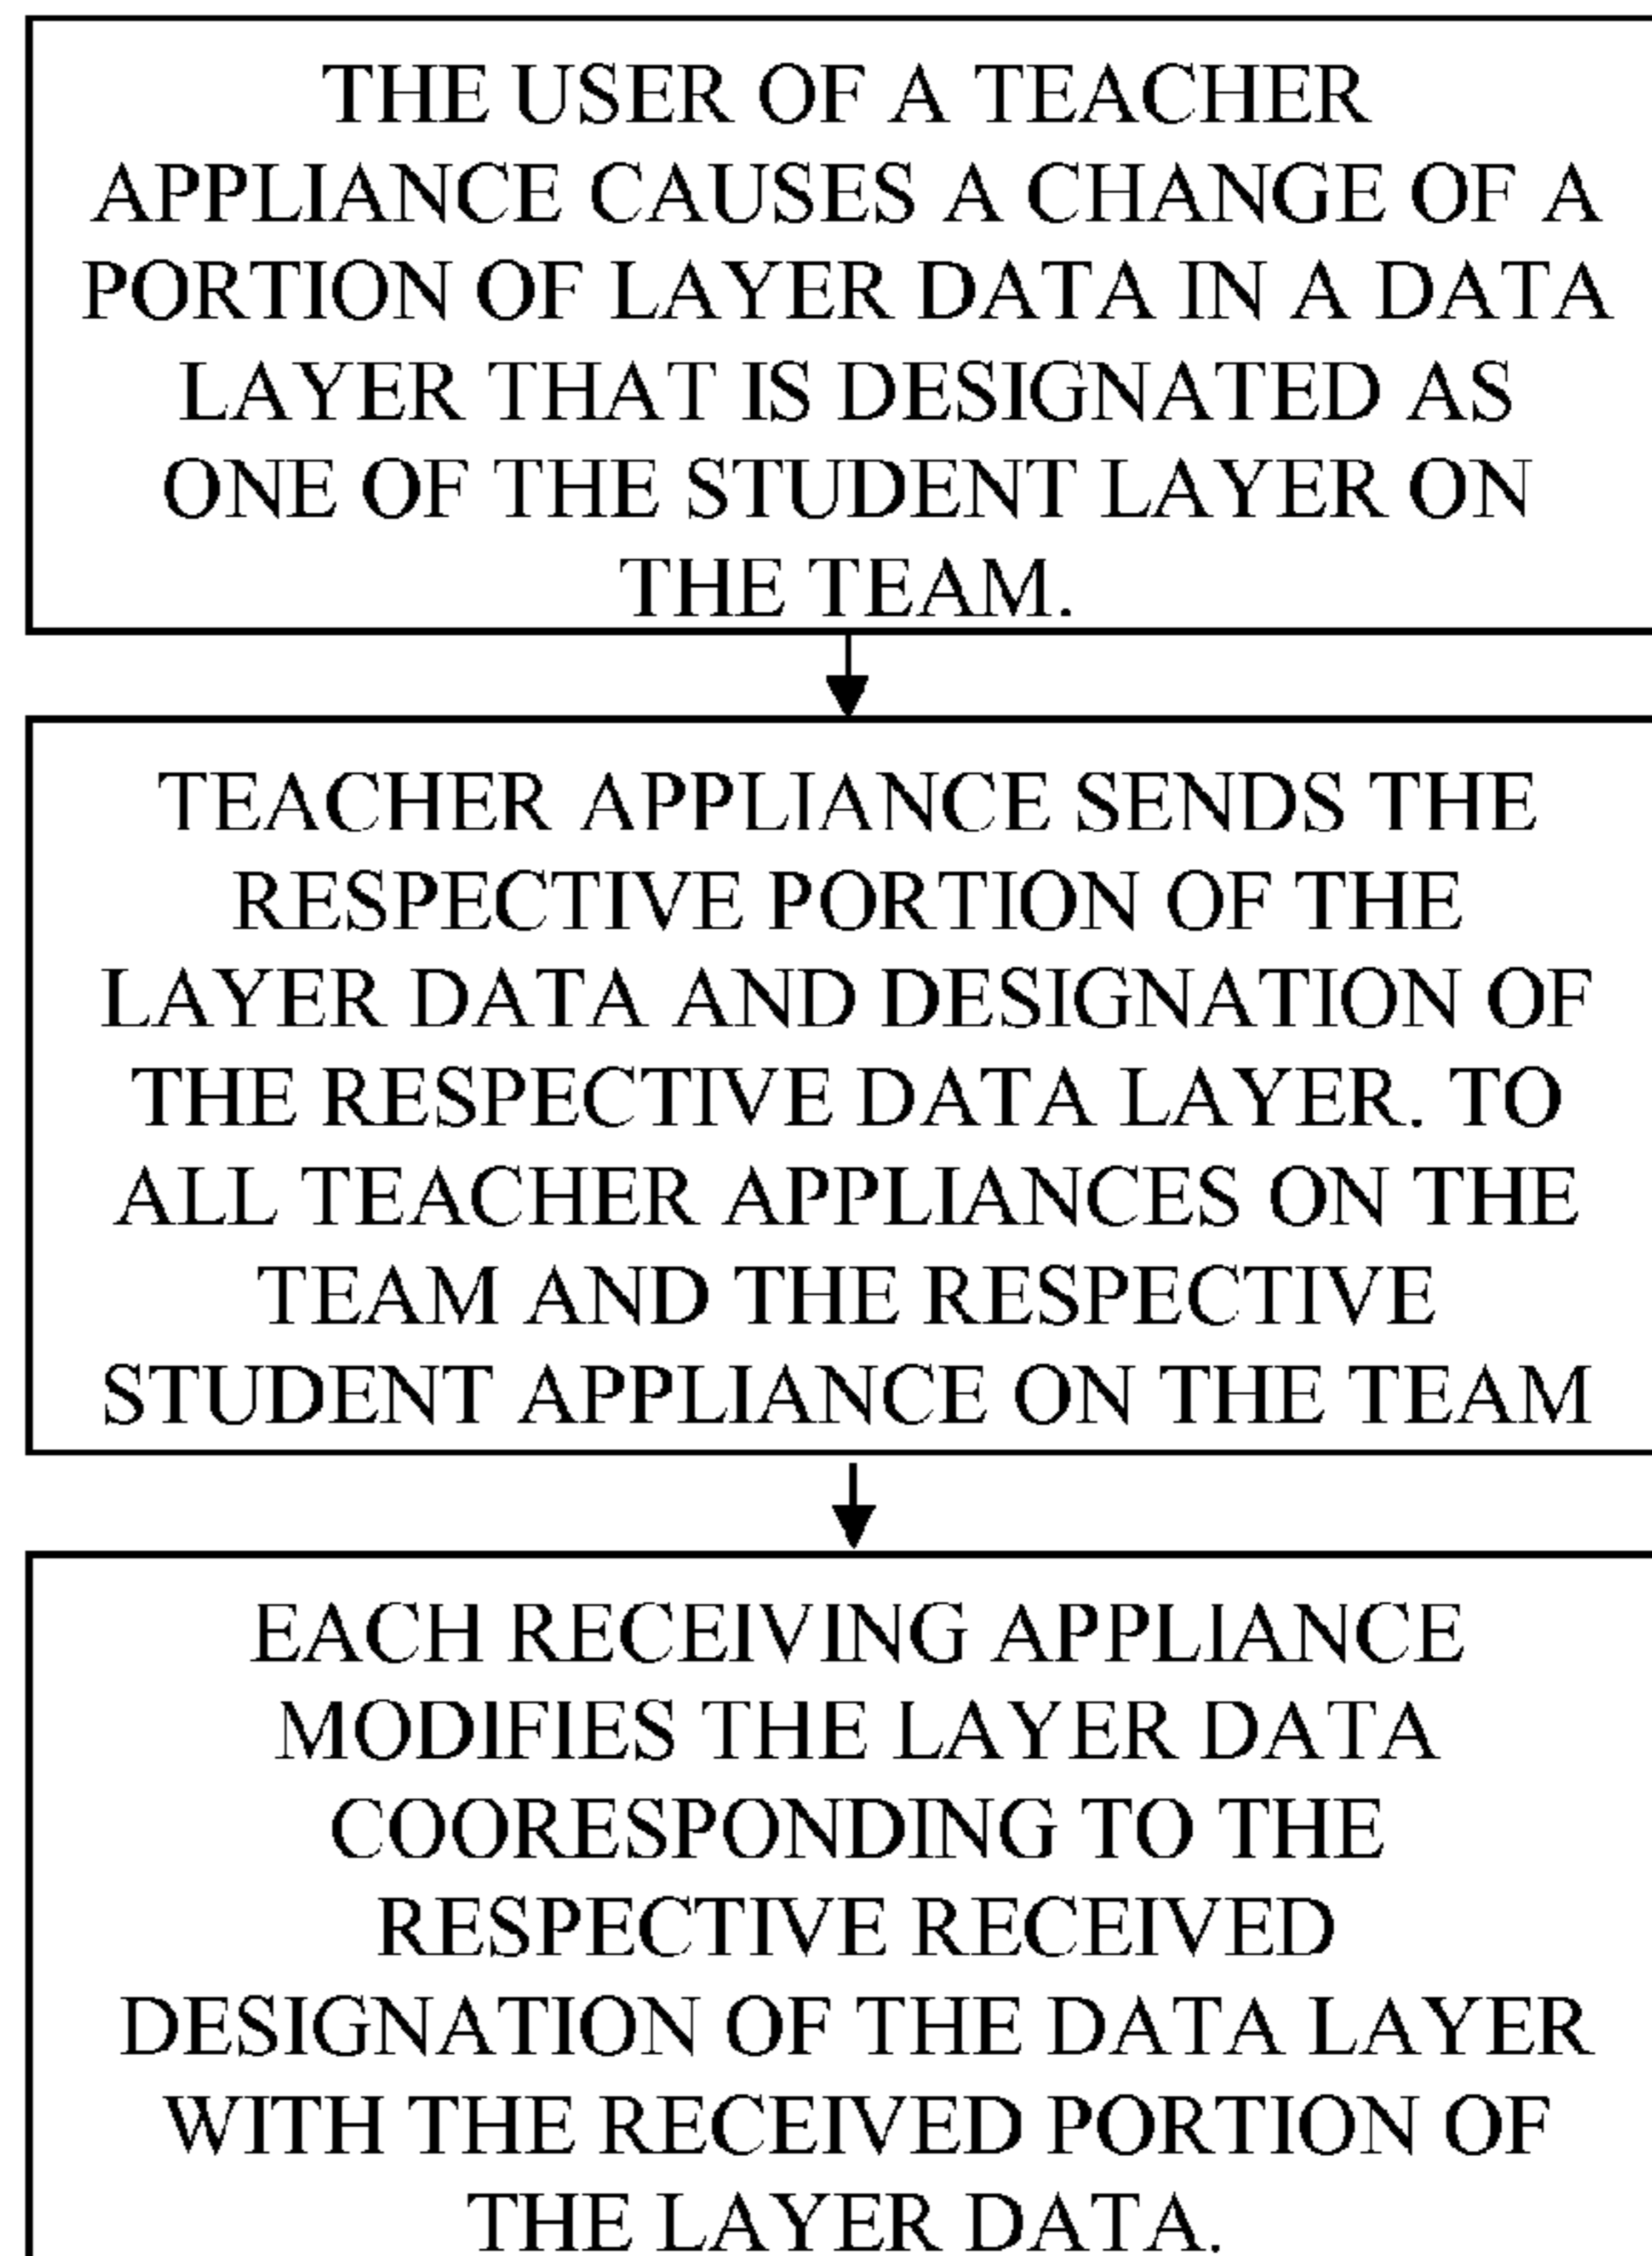 THE USER OF A TEACHER
APPLIANCE CAUSES A CHANGE OF A
PORTION OF LAYER DATA IN A DATA
LAYER THAT IS DESIGNATED AS
ONE OF THE STUDENT LAYER ON
THE TEAM.
TEACHER APPLIANCE SENDS THE
RESPECTIVE PORTION OF THE
LAYER DATA AND DESIGNATION OF
THE RESPECTIVE DATA LAYER. TO
ALL TEACHER APPLIANCES ON THE
TEAM AND THE RESPECTIVE
STUDENT APPLIANCE ON THE TEAM
EACH RECEIVING APPLIANCE
MODIFIES THE LAYER DATA
COORESPONDING TO THE
RESPECTIVE RECEIVED
DESIGNATION OF THE DATA LAYER
WITH THE RECEIVED PORTION OF
THE LAYER DATA.